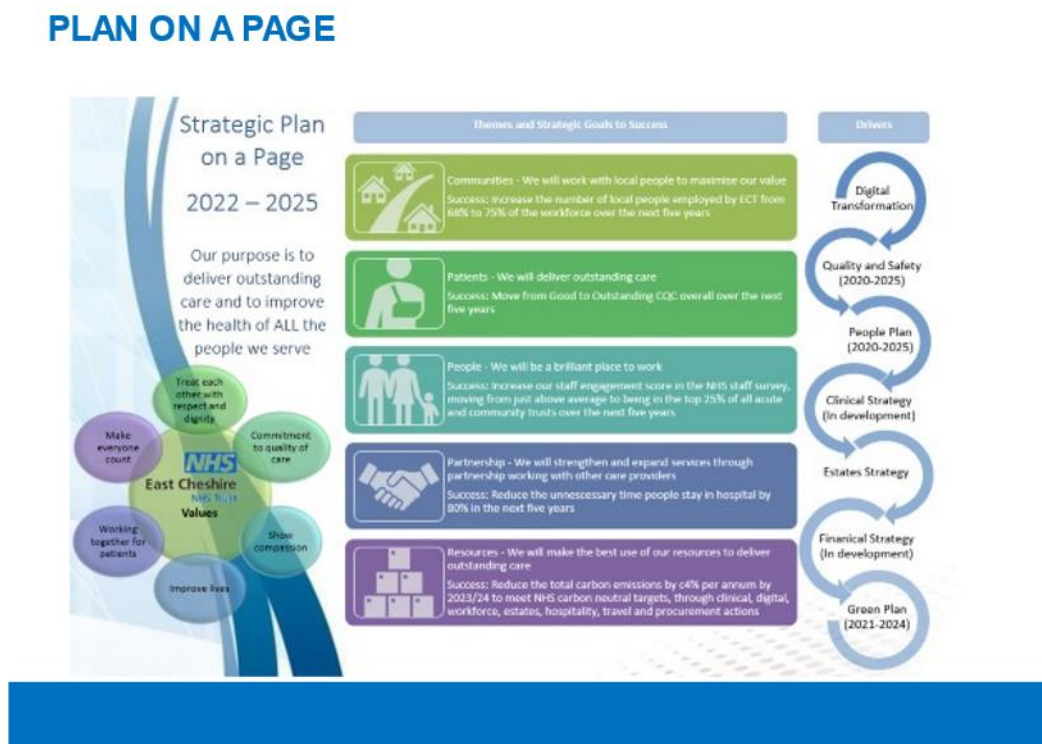 PLAN ON A PAGE
Strategic Plan
on a Page
2022 – 2025
Our purpose is to
deliver outstanding
care and to improve
the health of ALL the
people we serve
Treat each
other with
respect and
dignity
Make
everyone
count
Commitment
to quality of
care
NHS
East Cheshire
NHS Trust
Values
Working
together for
patients
Show
compassion
Improve lives
Themes and Strategic Goals to Success
Communities - We will work with local people to maximise our value
Success: Increase the number of local people employed by ECT from
68% to 75% of the workforce over the next five years
Patients - We will deliver outstanding care
Success: Move from Good to Outstanding CQC overall over the next
five years
People - We will be a brilliant place to work
Success: Increase our staff engagement score in the NHS staff survey,
moving from just above average to being in the top 25% of all acute
and community trusts over the next five years
Partnership - We will strengthen and expand services through
partnership working with other care providers
Success: Reduce the unnescessary time people stay in hospital by
80% in the next five years
Resources - We will make the best use of our resources to deliver
outstanding care
Success: Reduce the total carbon emissions by c4% per annum by
2023/24 to meet NHS carbon neutral targets, through clinical, digital,
workforce, estates, hospitality, travel and procurement actions
Drivers
Digital
Transformation
Quality and Safety
(2020-2025)
People Plan
(2020-2025)
Clinical Strategy
(In development)
Estates Strategy
Finanical Strategy
(In development)
Green Plan
(2021-2024)